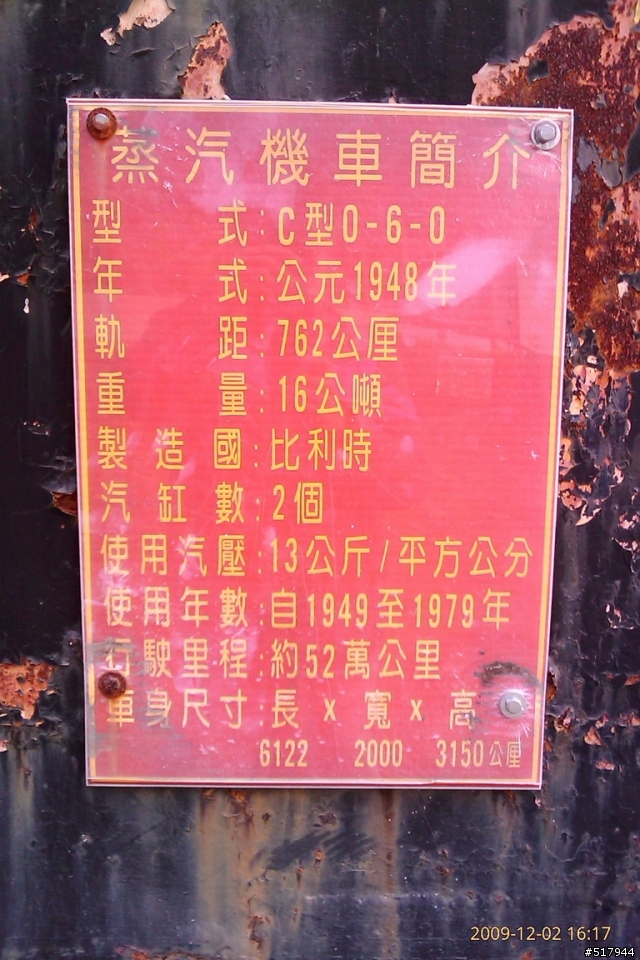 蒸汽機車簡介
型式:C型0-6-0
年式:公元1948年
軌距:762公厘
重量:16公噸
製造國:比利時
汽缸數:2個
使用汽壓:13公斤/平方公分
使用年數:自1949至1979年
行駛里程:約52萬公里
車身尺寸:長x寬x高
6122 2000 3150公厘
2009-12-02 16:17
#517944